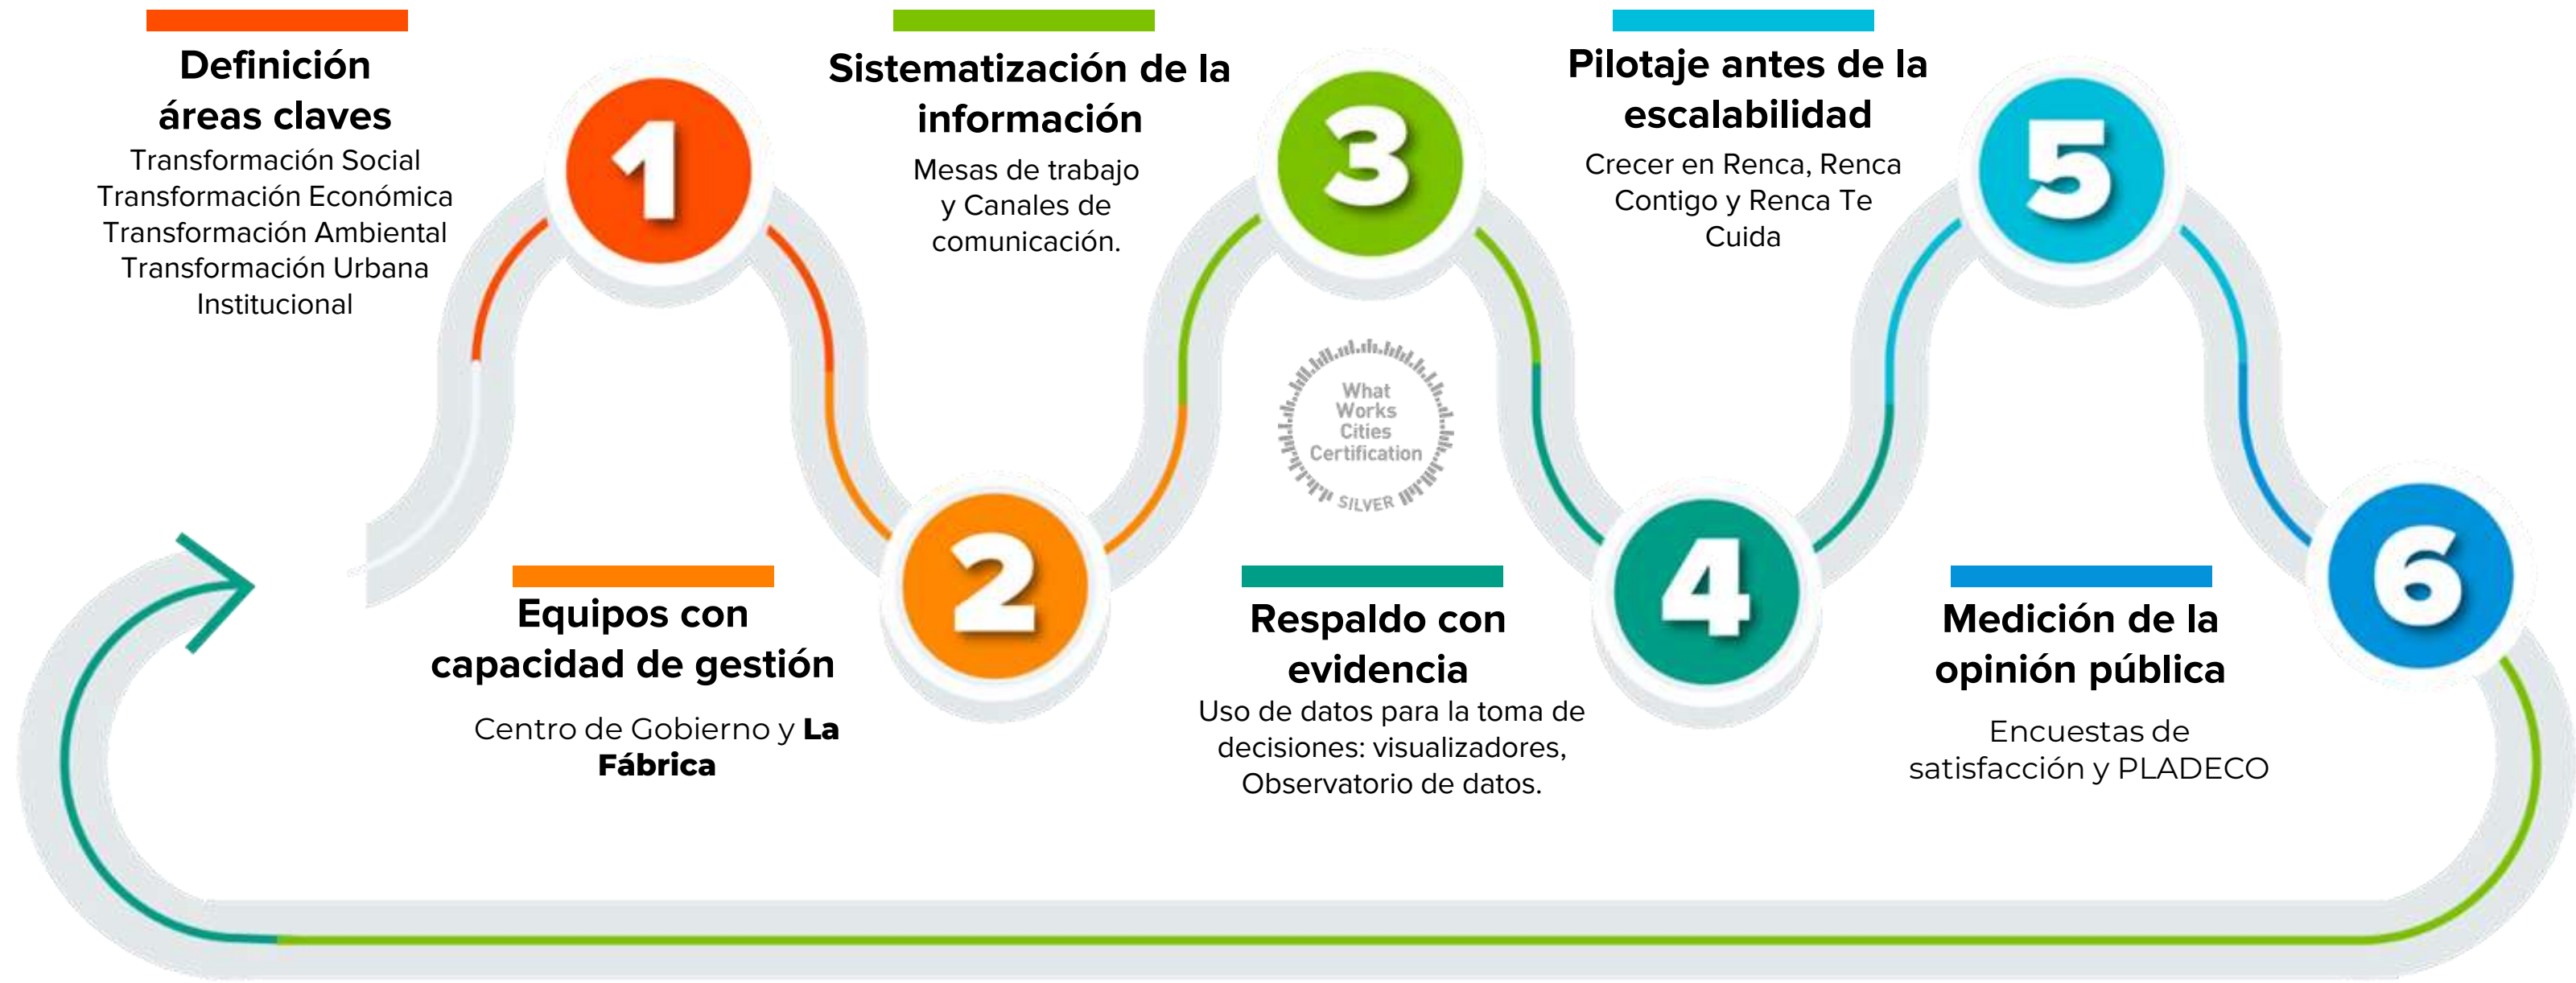 Definición
áreas claves
Transformación Social
Transformación Económica
Transformación Ambiental
Transformación Urbana
Institucional
1
Equipos con
capacidad de gestión
Centro de Gobierno y La
Fábrica
2
Sistematización de la
información
Mesas de trabajo
y Canales de
comunicación.
3
What
Works
Cities
Certification
SILVER
Respaldo con
evidencia
Uso de datos para la toma de
decisiones: visualizadores,
Observatorio de datos.
4
Pilotaje antes de la
escalabilidad
Crecer en Renca, Renca
Contigo y Renca Te
Cuida
5
Medición de la
opinión pública
Encuestas de
satisfacción y PLADECO
6